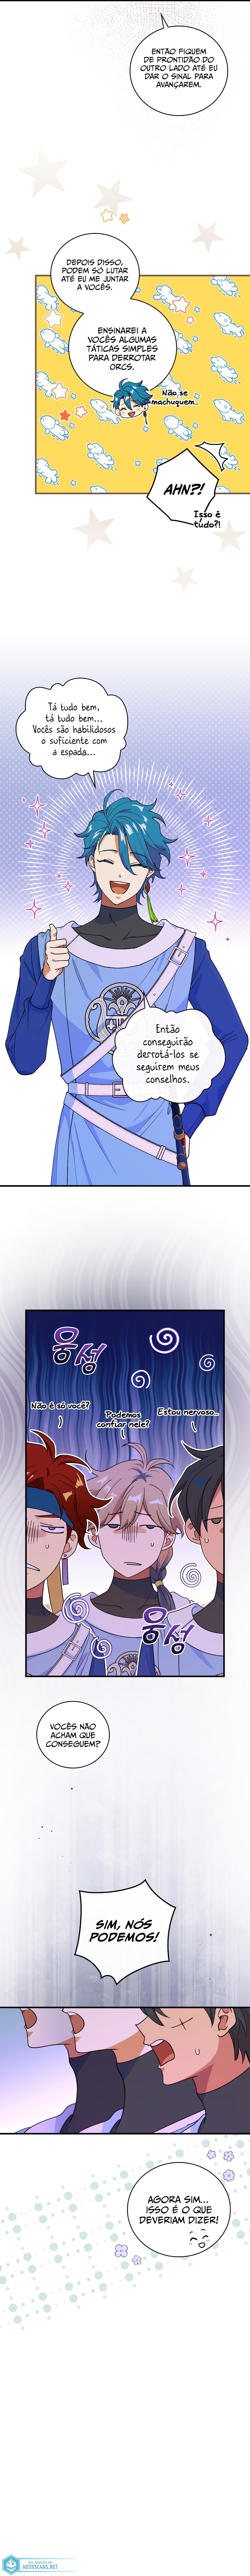 ENTÃO FIQUEM
DE PRONTIDÃO DO
OUTRO LADO ATÉ EU
DAR O SINAL PARA
AVANÇAREM.
DEPOIS DISSO,
PODEM SÓ LUTAR
ATÉ EU ME JUNTAR
A VOCÊS.
ENSINAREI A
VOCÊS ALGUMAS
TÁTICAS SIMPLES
PARA DERROTAR
ORCS.
Não se
machuquem...
AHN?!
Isso é
tudo?!
Tá tudo bem,
tá tudo bem...
Vocês são habilidosos
o suficiente com
a espada...
Então
conseguirão
derrotá-los se
seguirem meus
conselhos.
웅성
Não é só você?
Podemos
confiar nele?
Estou nervoso...
웅성
VOCÊS NÃO
ACHAM QUE
CONSEGUEM?
SIM, NÓS
PODEMOS!
AGORA SIM...
ISSO É O QUE
DEVERIAM DIZER!
NEOXSCANS.NET